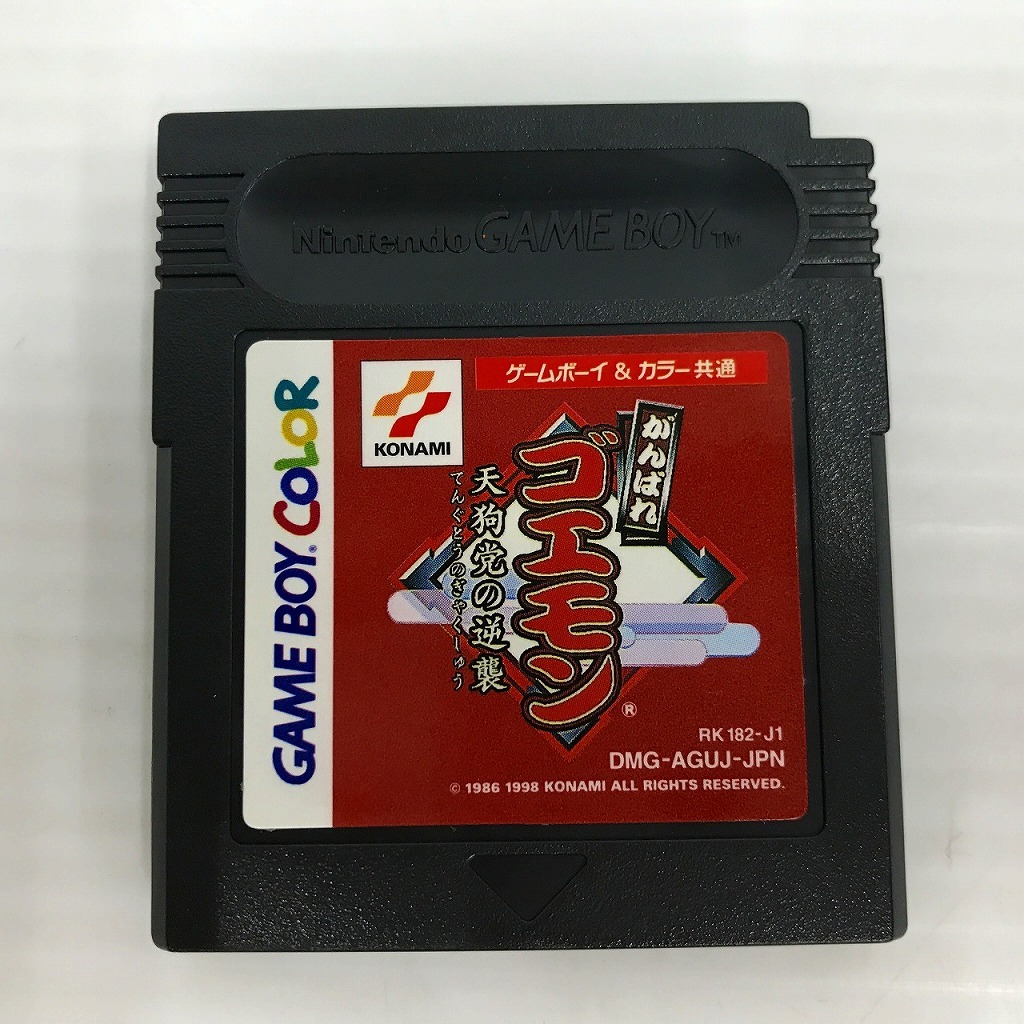 Nintendo GAME BOY™
GAME BOY® COLOR
KONAMI
ゲームボーイ & カラー共通
がんばれ
ゴエモン®
天狗党の逆襲
てんぐとうのぎゃくしゅう
RK182-J1
DMG-AGUJ-JPN
© 1986 1998 KONAMI ALL RIGHTS RESERVED.